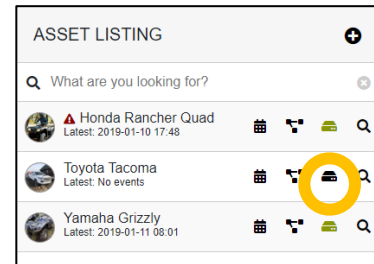 ASSET LISTING
What are you looking for?
Honda Rancher Quad
Latest: 2019-01-10 17:48
Toyota Tacoma
Latest: No events
Yamaha Grizzly
Latest: 2019-01-11 08:01